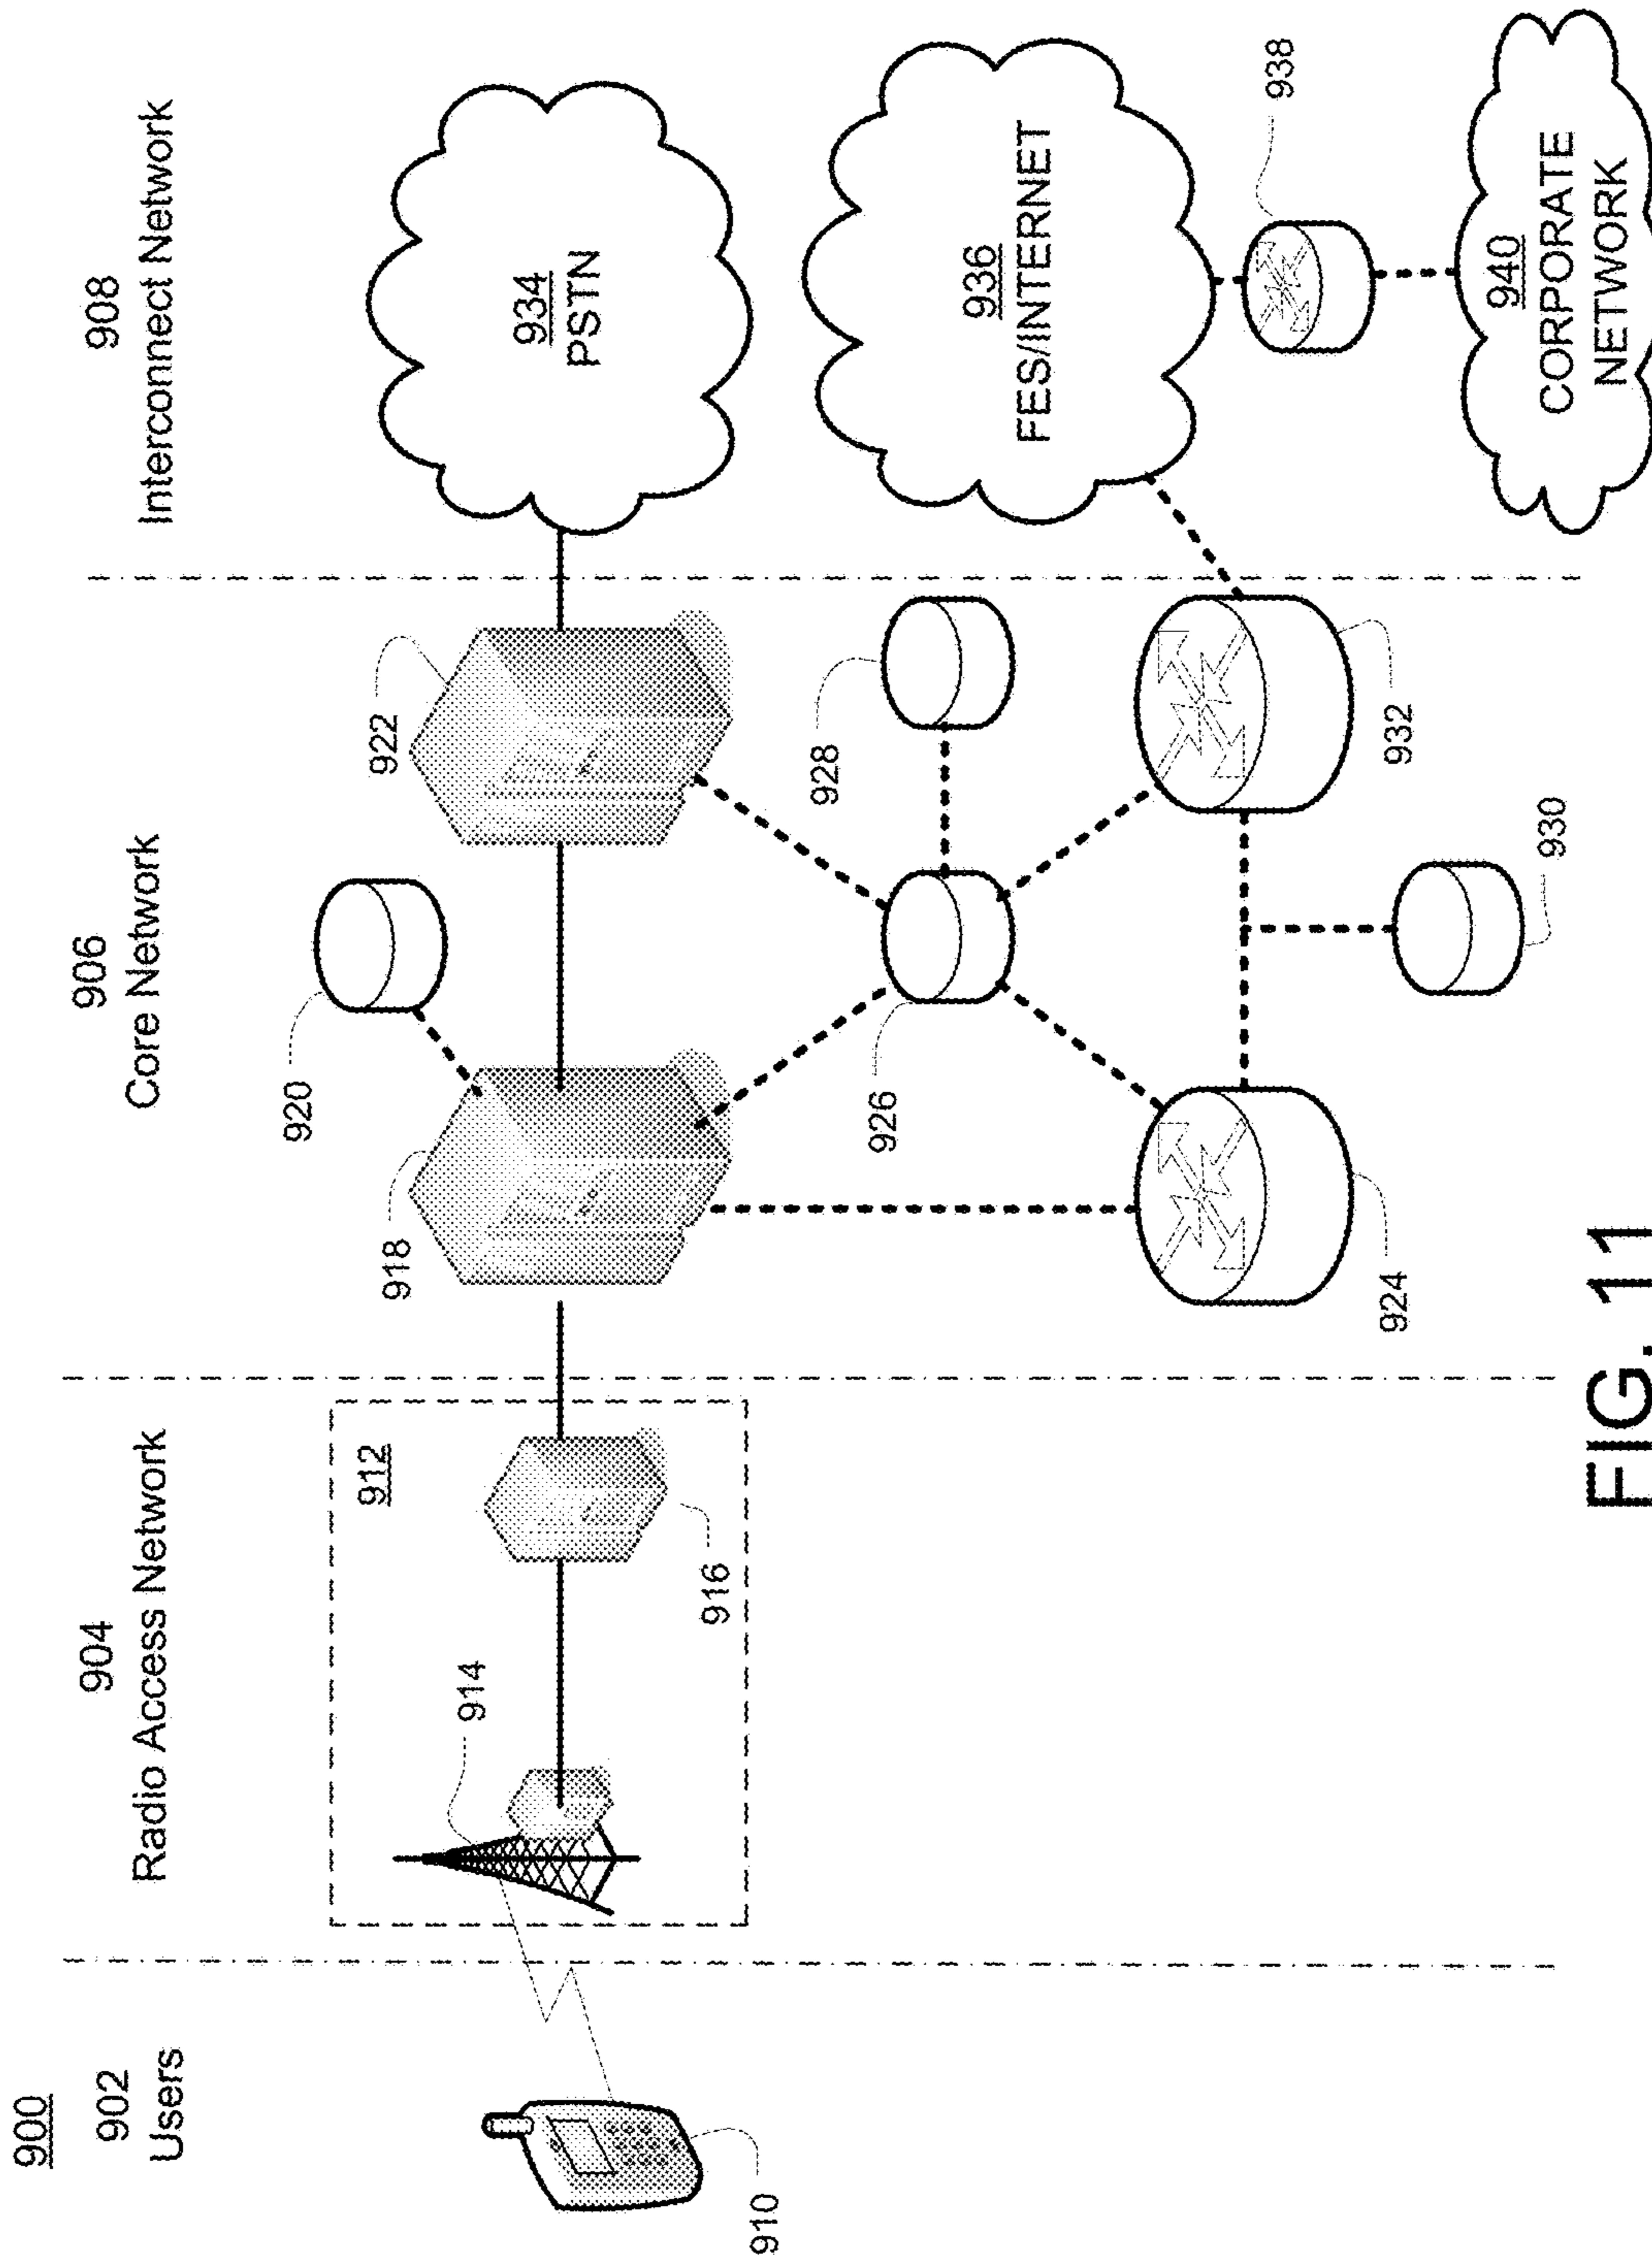 900
902
Users
904
Radio Access Network
906
Core Network
908
Interconnect Network
910
912
914
916
918
920
922
924
926
928
930
932
934
PSTN
936
FES/INTERNET
938
940
CORPORATE
NETWORK
FIG. 11